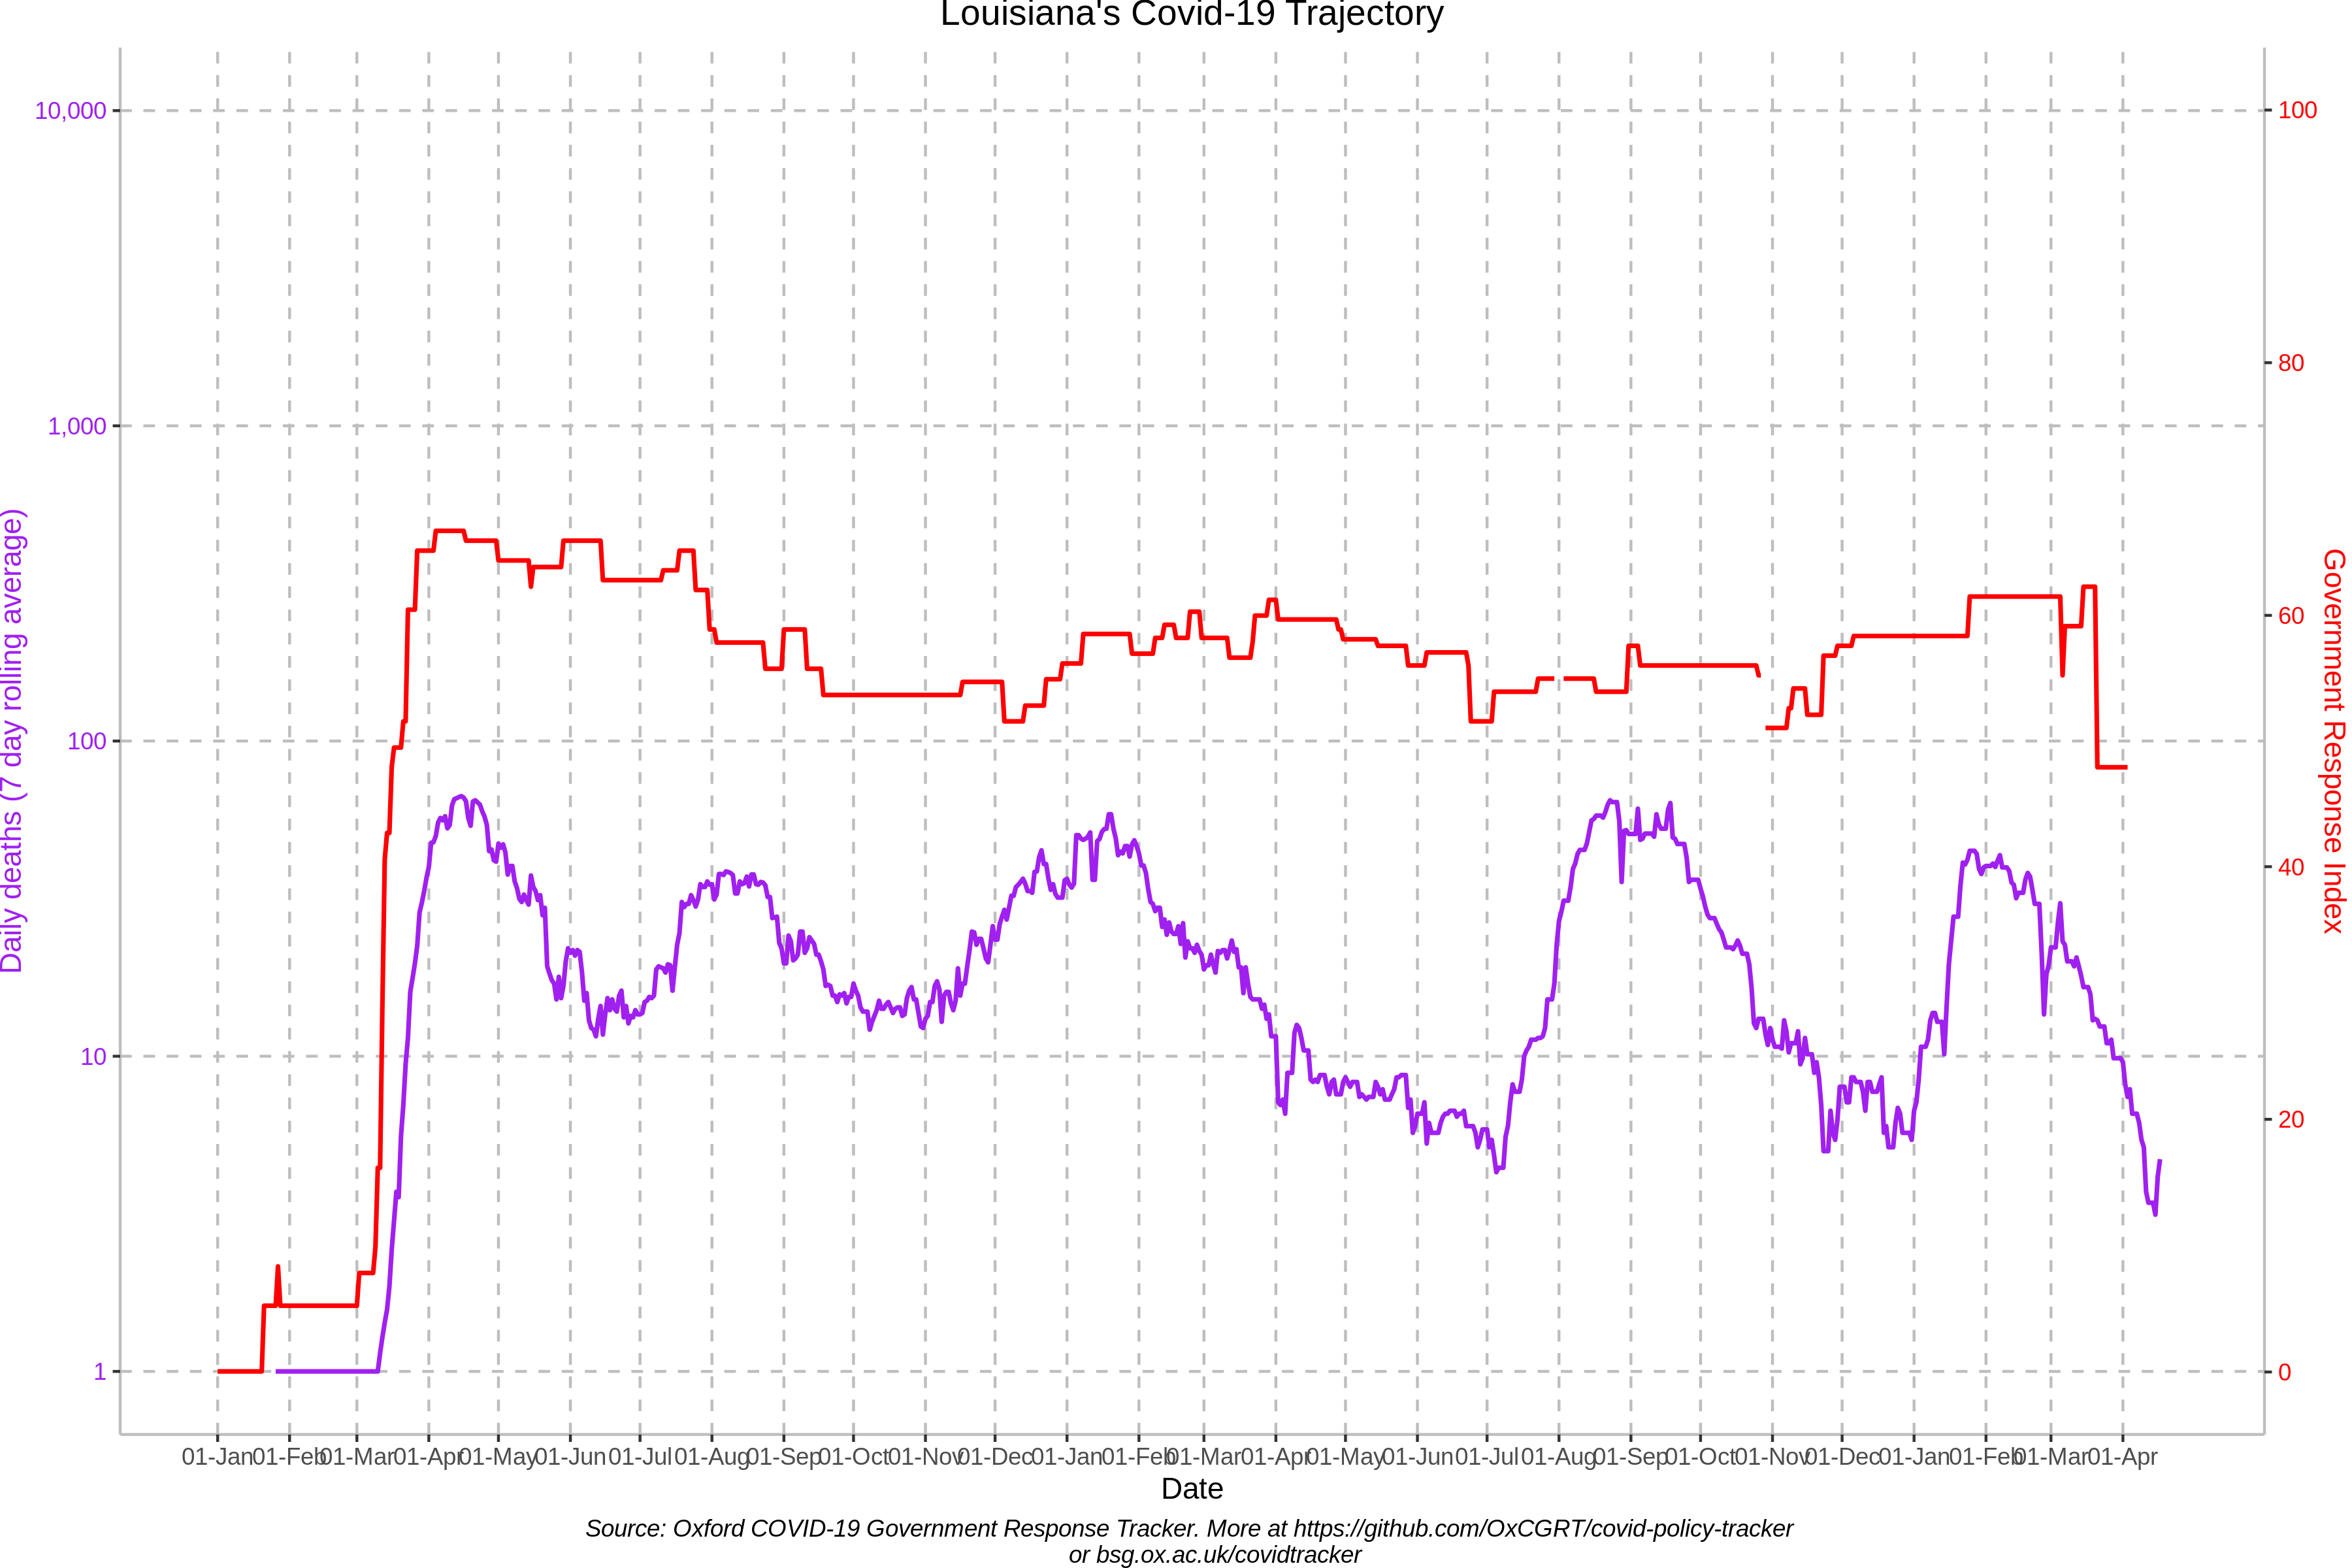 Louisiana's Covid-19 Trajectory
10,000
1,000
100
10
1
Daily deaths (7 day rolling average)
100
80
60
40
20
0
Government Response Index
01-Jan 01-Feb 01-Mar 01-Apr 01-May 01-Jun 01-Jul 01-Aug 01-Sep 01-Oct 01-Nov 01-Dec 01-Jan 01-Feb 01-Mar 01-Apr 01-May 01-Jun 01-Jul 01-Aug 01-Sep 01-Oct 01-Nov 01-Dec 01-Jan 01-Feb 01-Mar 01-Apr
Date
Source: Oxford COVID-19 Government Response Tracker. More at https://github.com/OxCGRT/covid-policy-tracker
or bsg.ox.ac.uk/covidtracker